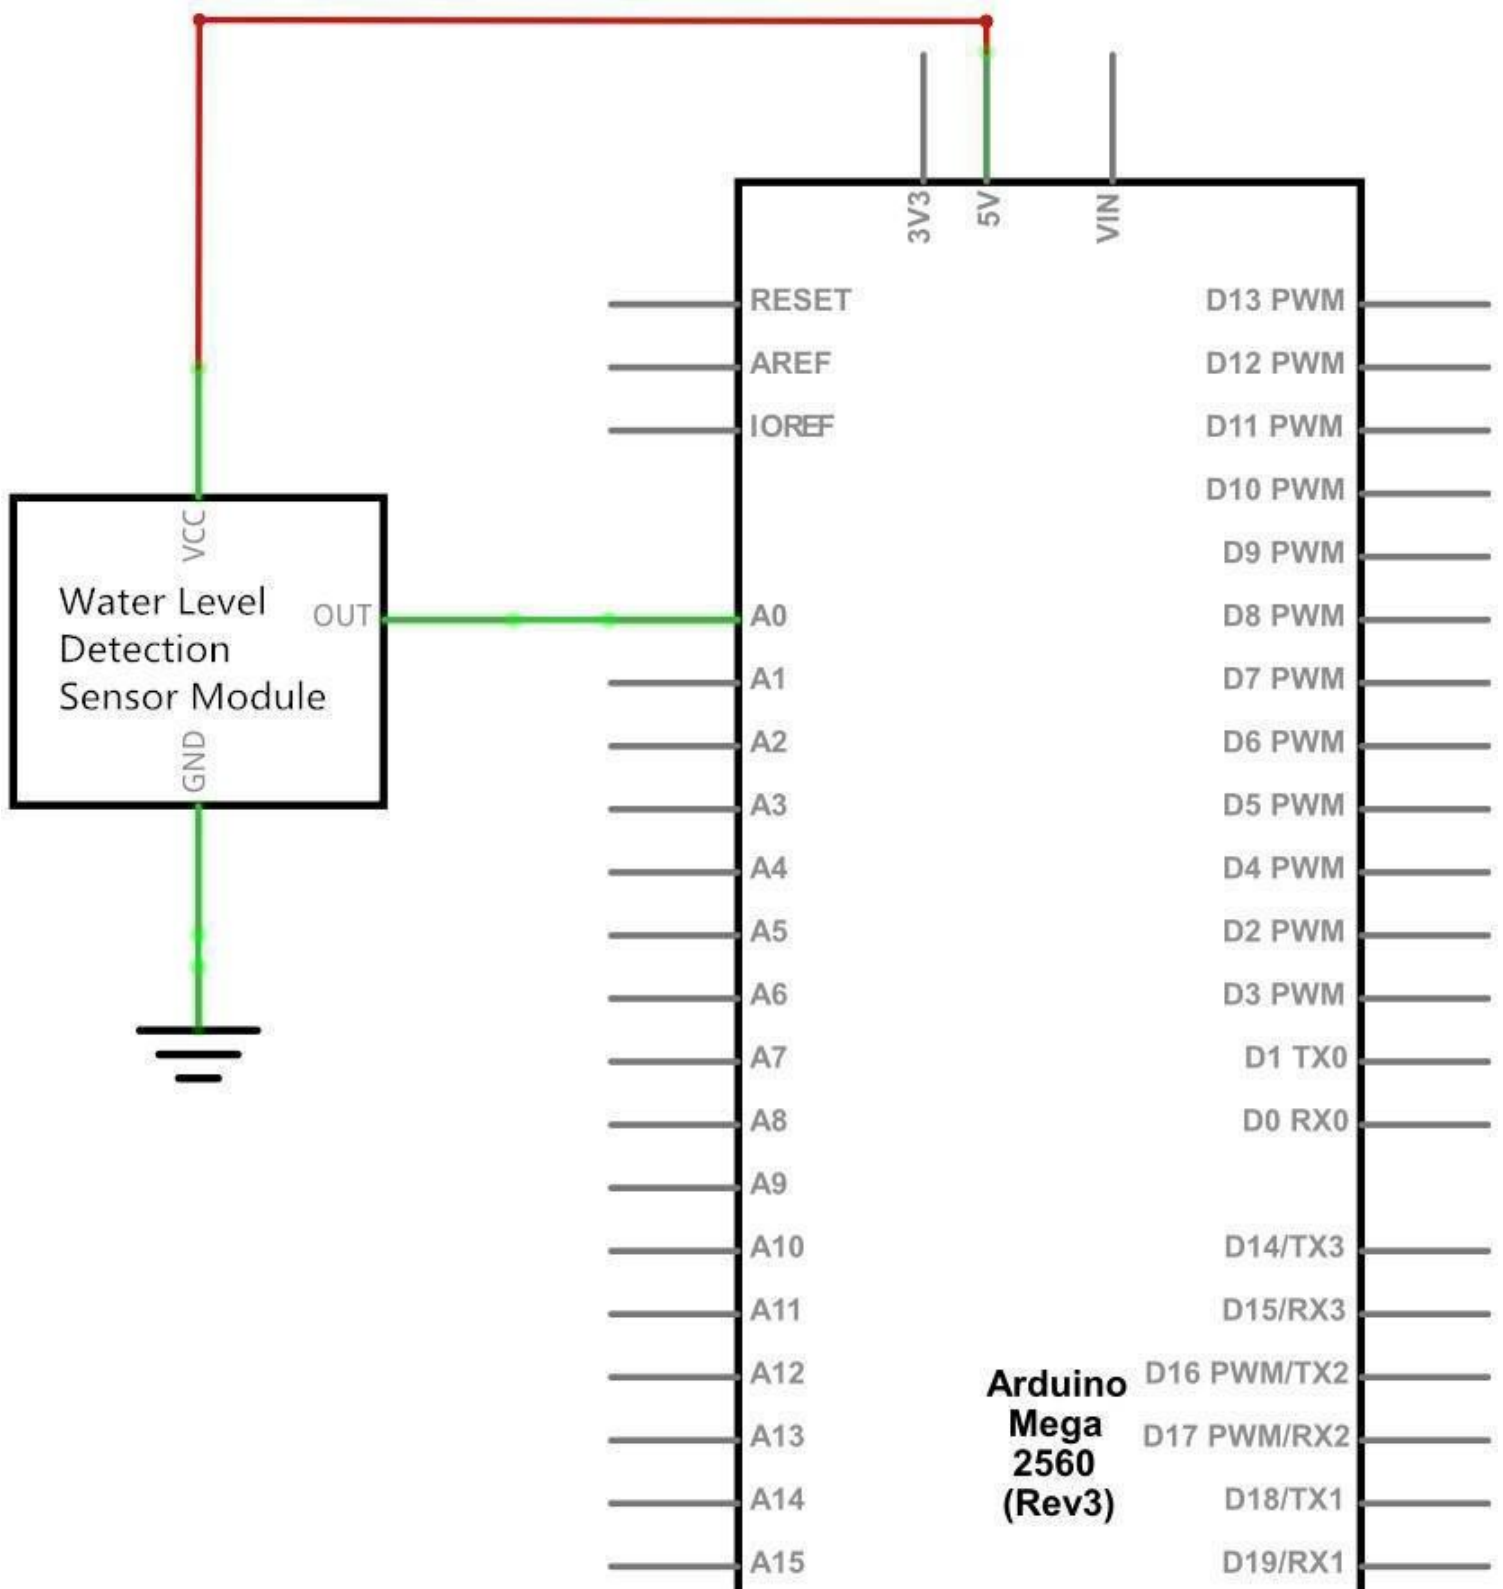 3V3
5V
VIN
RESET
AREF
IOREF
D13 PWM
D12 PWM
D11 PWM
D10 PWM
D9 PWM
D8 PWM
D7 PWM
D6 PWM
D5 PWM
D4 PWM
D2 PWM
D3 PWM
D1 TX0
D0 RX0
D14/TX3
D15/RX3
D16 PWM/TX2
D17 PWM/RX2
D18/TX1
D19/RX1
VCC
Water Level
Detection
Sensor Module
OUT
GND
A0
A1
A2
A3
A4
A5
A6
A7
A8
A9
A10
A11
A12
A13
A14
A15
Arduino
Mega
2560
(Rev3)